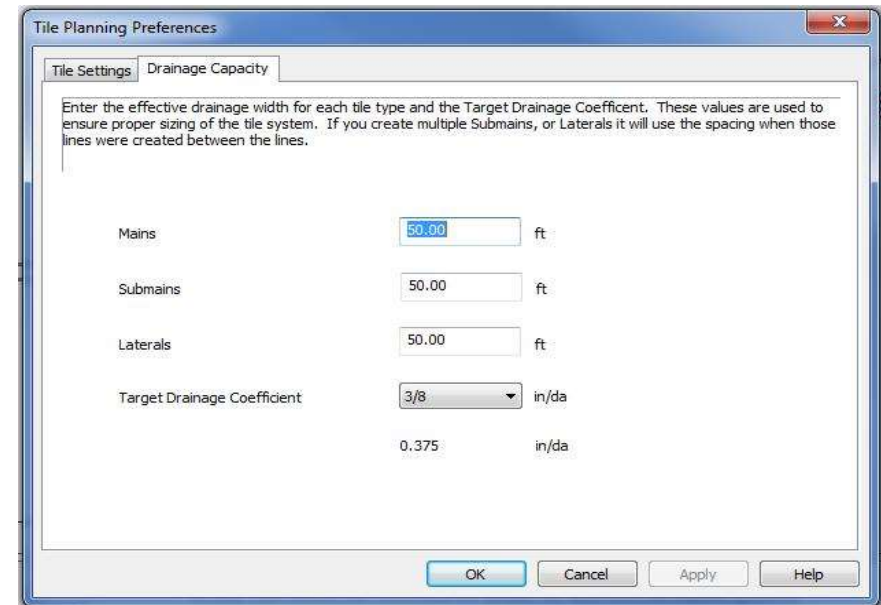 Tile Planning Preferences
Tile Settings
Drainage Capacity
Enter the effective drainage width for each tile type and the Target Drainage Coefficent. These values are used to
ensure proper sizing of the tile system. If you create multiple Submains, or Laterals it will use the spacing when those
lines were created between the lines.
Mains 50.00 ft
Submains 50.00 ft
Laterals 50.00 ft
Target Drainage Coefficient 3/8 in/da
0.375 in/da
OK Cancel Apply Help